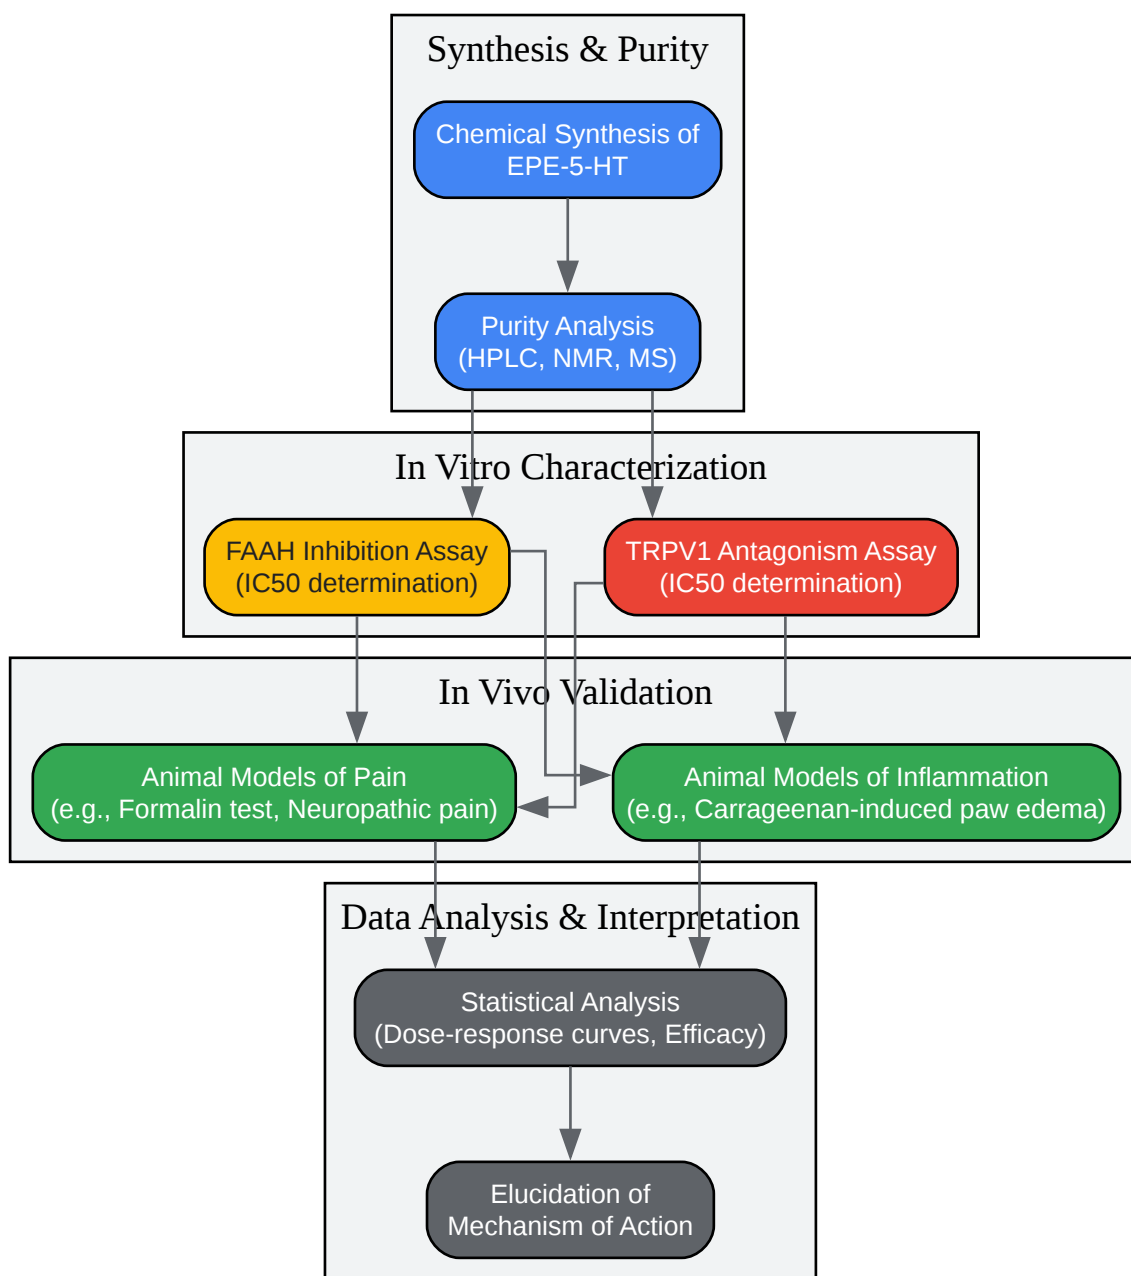 Synthesis & Purity
Chemical Synthesis of
EPE-5-HT
Purity Analysis
(HPLC, NMR, MS)
In Vitro Characterization
FAAH Inhibition Assay
(IC50 determination)
TRPV1 Antagonism Assay
(IC50 determination)
In Vivo Validation
Animal Models of Pain
(e.g., Formalin test, Neuropathic pain)
Animal Models of Inflammation
(e.g., Carrageenan-induced paw edema)
Data Analysis & Interpretation
Statistical Analysis
(Dose-response curves, Efficacy)
Elucidation of
Mechanism of Action